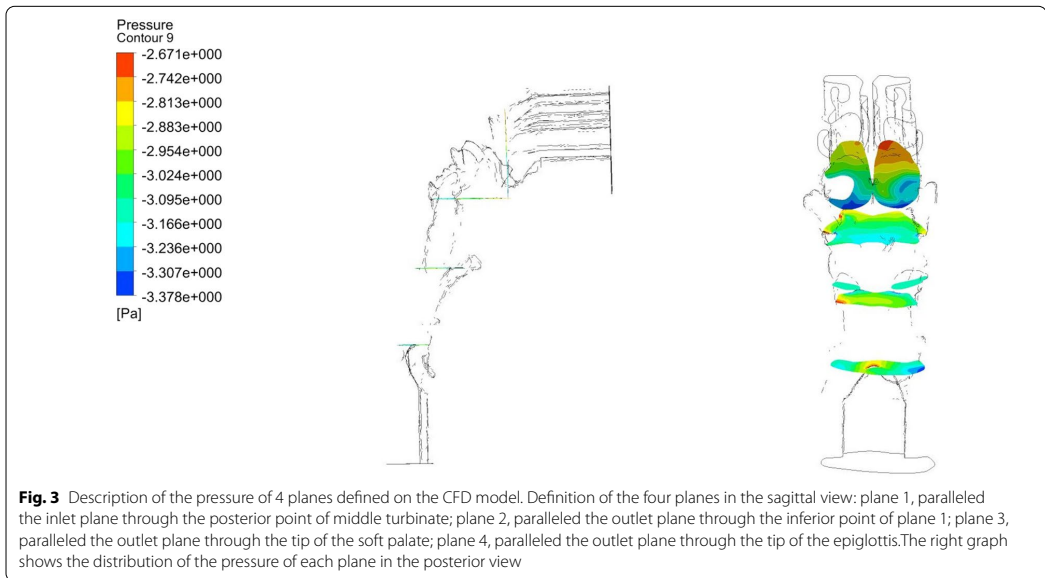 Pressure
Contour 9
-2.671e+000
-2.742e+000
-2.813e+000
-2.883e+000
-2.954e+000
-3.024e+000
-3.095e+000
-3.166e+000
-3.236e+000
-3.307e+000
-3.378e+000
[Pa]
Fig. 3 Description of the pressure of 4 planes defined on the CFD model. Definition of the four planes in the sagittal view: plane 1, paralleled
the inlet plane through the posterior point of middle turbinate; plane 2, paralleled the outlet plane through the inferior point of plane 1; plane 3,
paralleled the outlet plane through the tip of the soft palate; plane 4, paralleled the outlet plane through the tip of the epiglottis.The right graph
shows the distribution of the pressure of each plane in the posterior view